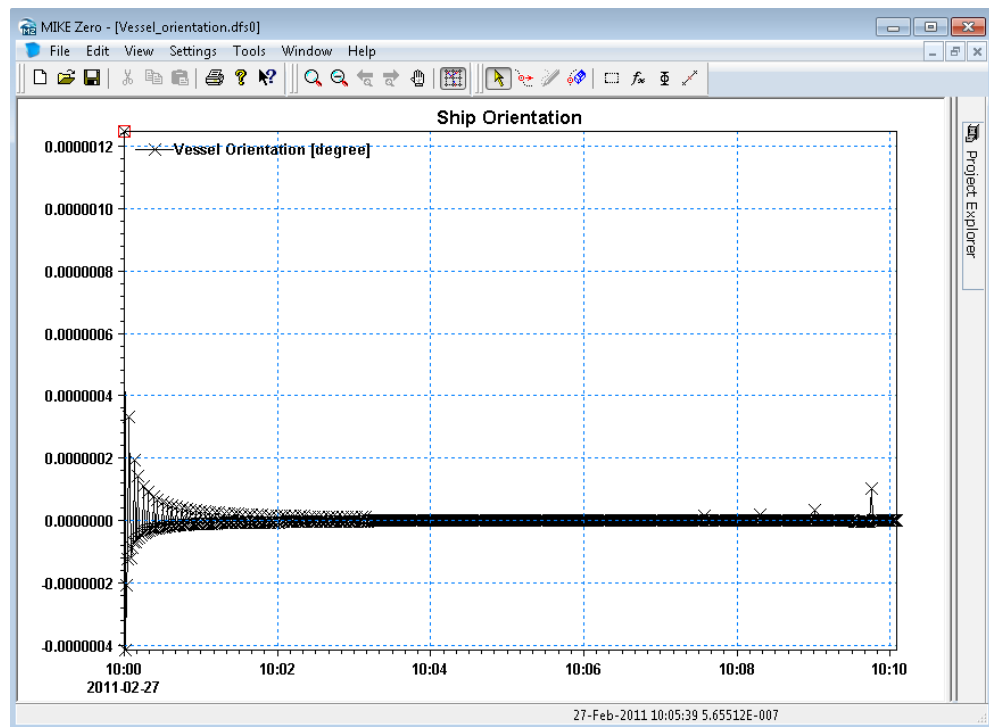 MIKE Zero - [Vessel_orientation.dfs0]
File Edit View Settings Tools Window Help
Ship Orientation
Vessel Orientation [degree]
0.0000012
0.0000010
0.0000008
0.0000006
0.0000004
0.0000002
0.0000000
-0.0000002
-0.0000004
10:00 10:02 10:04 10:06 10:08 10:10
2011-02-27
Project Explorer
27-Feb-2011 10:05:39 5.65512E-007